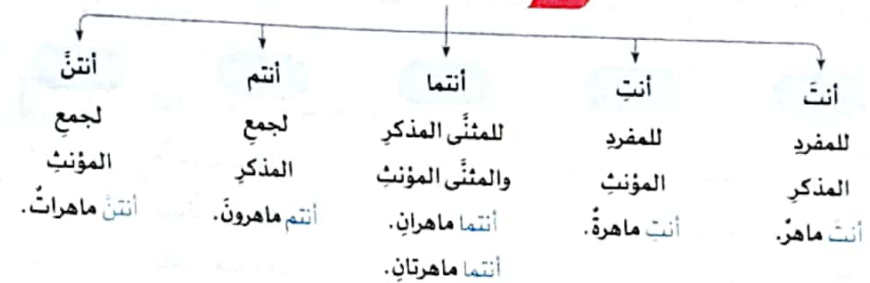 أنتَ
للمفردِ
المذكرِ
أنتَ ماهرٌ.
أنتِ
للمفردِ
المؤنثِ
أنتِ ماهرةٌ.
أنتما
للمثنَّى المذكرِ
والمثنَّى المؤنثِ
أنتما ماهرانِ.
أنتما ماهرتانِ.
أنتم
لجمعِ
المذكرِ
أنتم ماهرونَ.
أنتنَّ
لجمعِ
المؤنثِ
أنتنَّ ماهراتٌ.